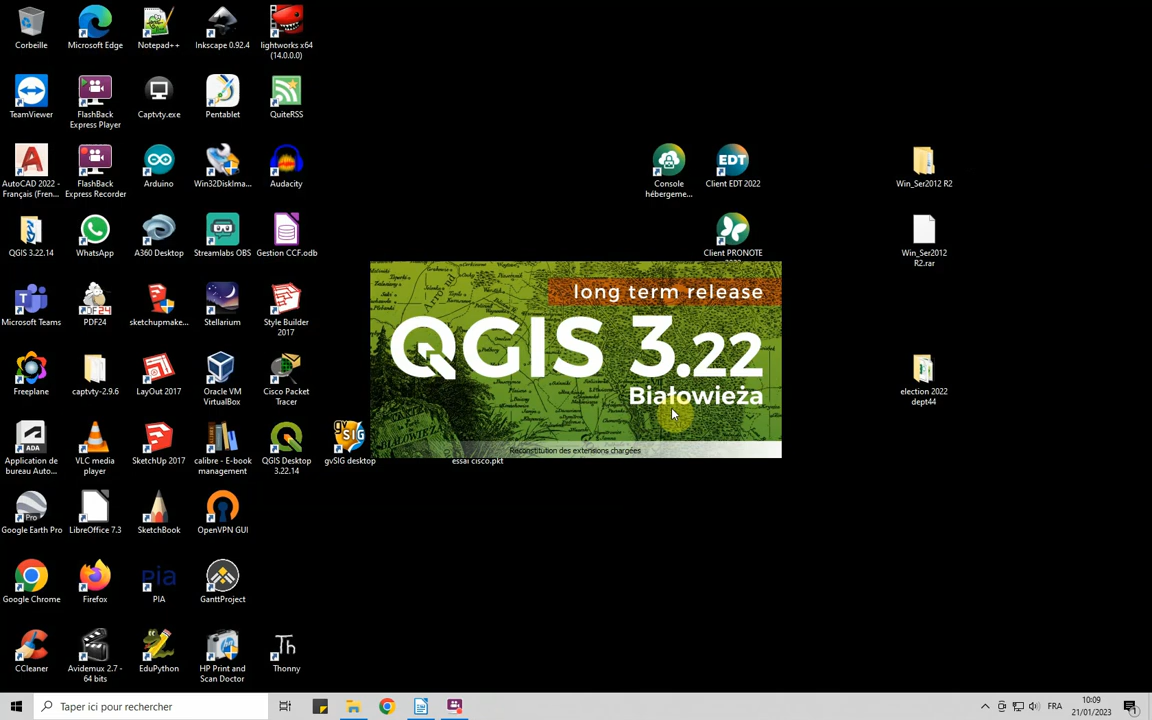 Corbeille
Microsoft Edge
Notepad++
Inkscape 0.92.4
lightworks x64
(14.0.0.0)
TeamViewer
FlashBack
Express Player
Captvty.exe
Pentablet
QuiteRSS
AutoCAD 2022 -
Français (Fren...
FlashBack
Express Recorder
Arduino
Win32DiskIma...
Audacity
Console
hébergeme...
Client EDT 2022
Win_Ser2012 R2
QGIS 3.22.14
WhatsApp
A360 Desktop
Streamlabs OBS
Gestion CCF.odb
Client PRONOTE
Win_Ser2012
R2.rar
long term release
QGIS 3.22
Białowieża
Reconstitution des extensions chargées
Microsoft Teams
PDF24
sketchupmake...
Stellarium
Style Builder
2017
Freeplane
captvty-2.9.6
LayOut 2017
Oracle VM
VirtualBox
Cisco Packet
Tracer
election 2022
dept44
Application de
bureau Auto...
VLC media
player
SketchUp 2017
calibre - E-book
management
QGIS Desktop
3.22.14
gvSIG desktop
essai cisco.pkt
Google Earth Pro
LibreOffice 7.3
SketchBook
OpenVPN GUI
Google Chrome
Firefox
PIA
GanttProject
CCleaner
Avidemux 2.7 -
64 bits
EduPython
HP Print and
Scan Doctor
Thonny
Taper ici pour rechercher
FRA
10:09
21/01/2023